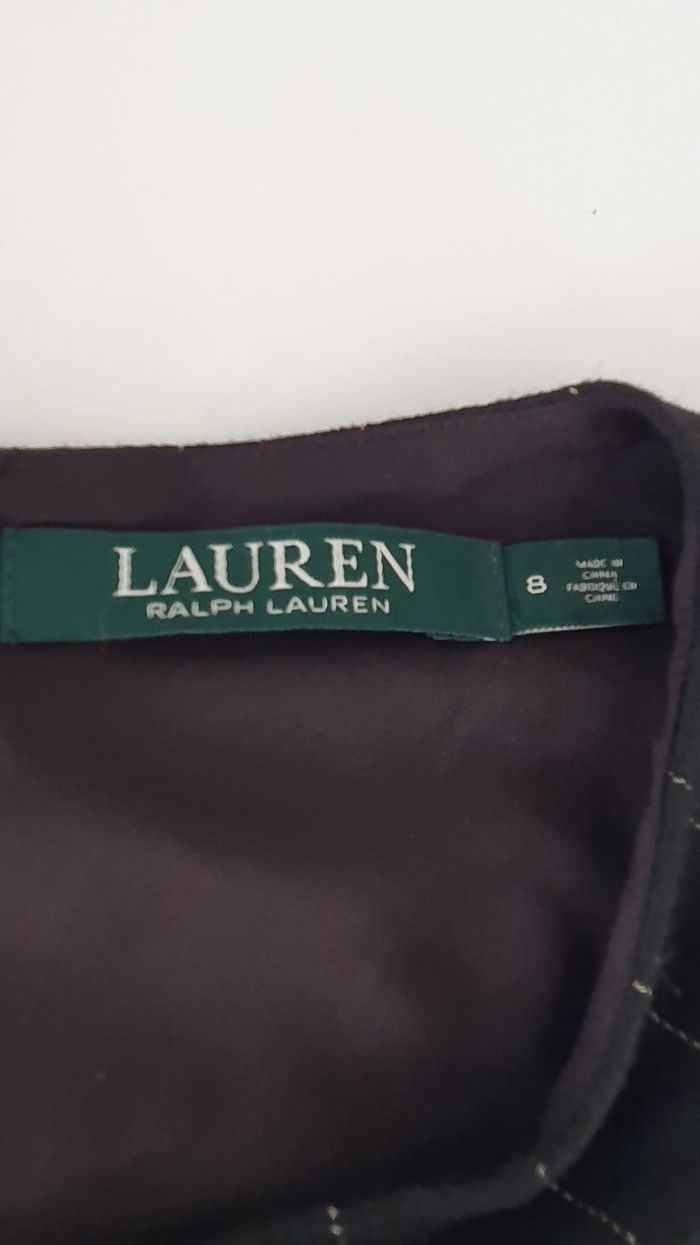 LAUREN
RALPH LAUREN
8
MADE IN
CHINA
FABRIQUE EN
CHINE